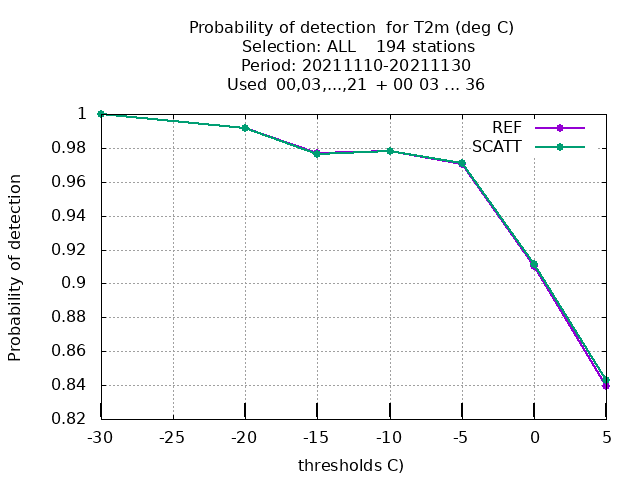 Probability of detection  for T2m (deg C)
Selection: ALL    194 stations
Period: 20211110-20211130
Used  00,03,...,21  + 00 03 ... 36
REF
SCATT
1
0.98
0.96
0.94
0.92
0.9
0.88
0.86
0.84
0.82
Probability of detection
-30 -25 -20 -15 -10 -5 0 5
thresholds C)